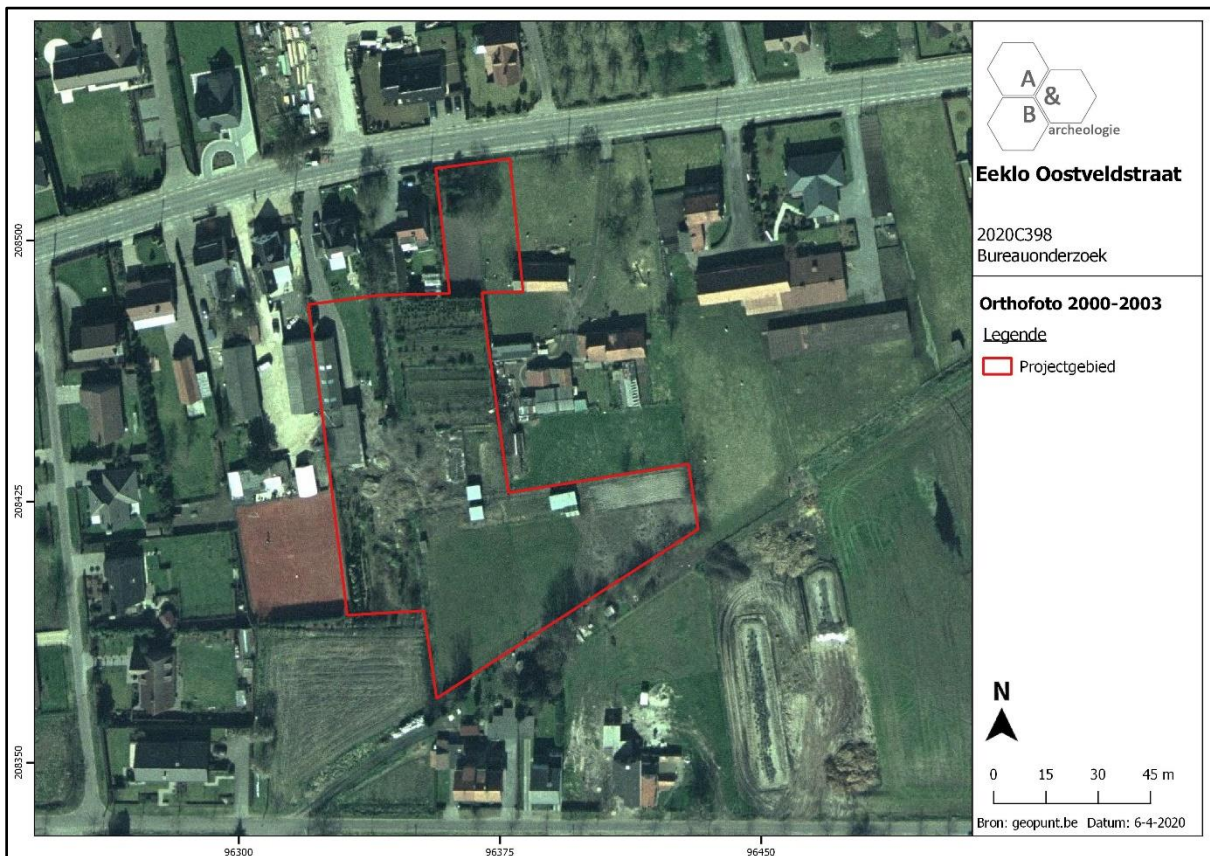 A
&
B
archeologie
Eeklo Oostveldstraat
2020C398
Bureauonderzoek
Orthofoto 2000-2003
Legende
Projectgebied
N
0 15 30 45 m
Bron: geopunt.be Datum: 6-4-2020
208500
208425
208350
96300 96375 96450